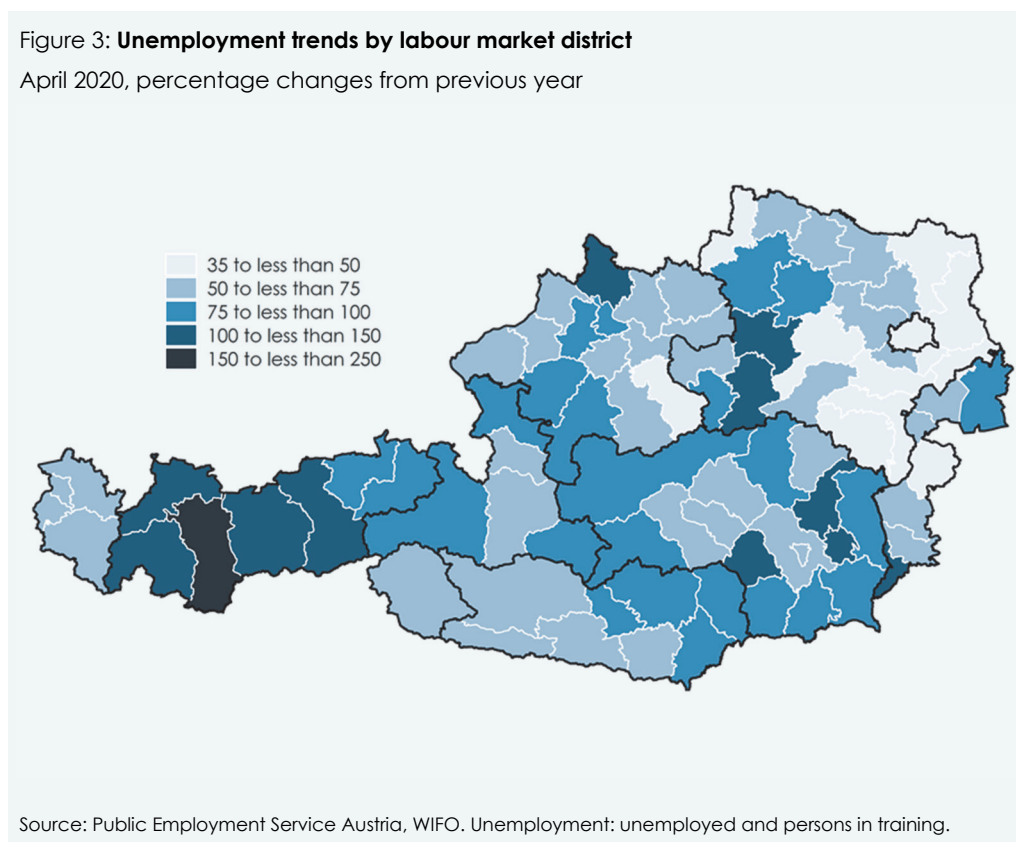 Figure 3: Unemployment trends by labour market district
April 2020, percentage changes from previous year
35 to less than 50
50 to less than 75
75 to less than 100
100 to less than 150
150 to less than 250
Source: Public Employment Service Austria, WIFO. Unemployment: unemployed and persons in training.